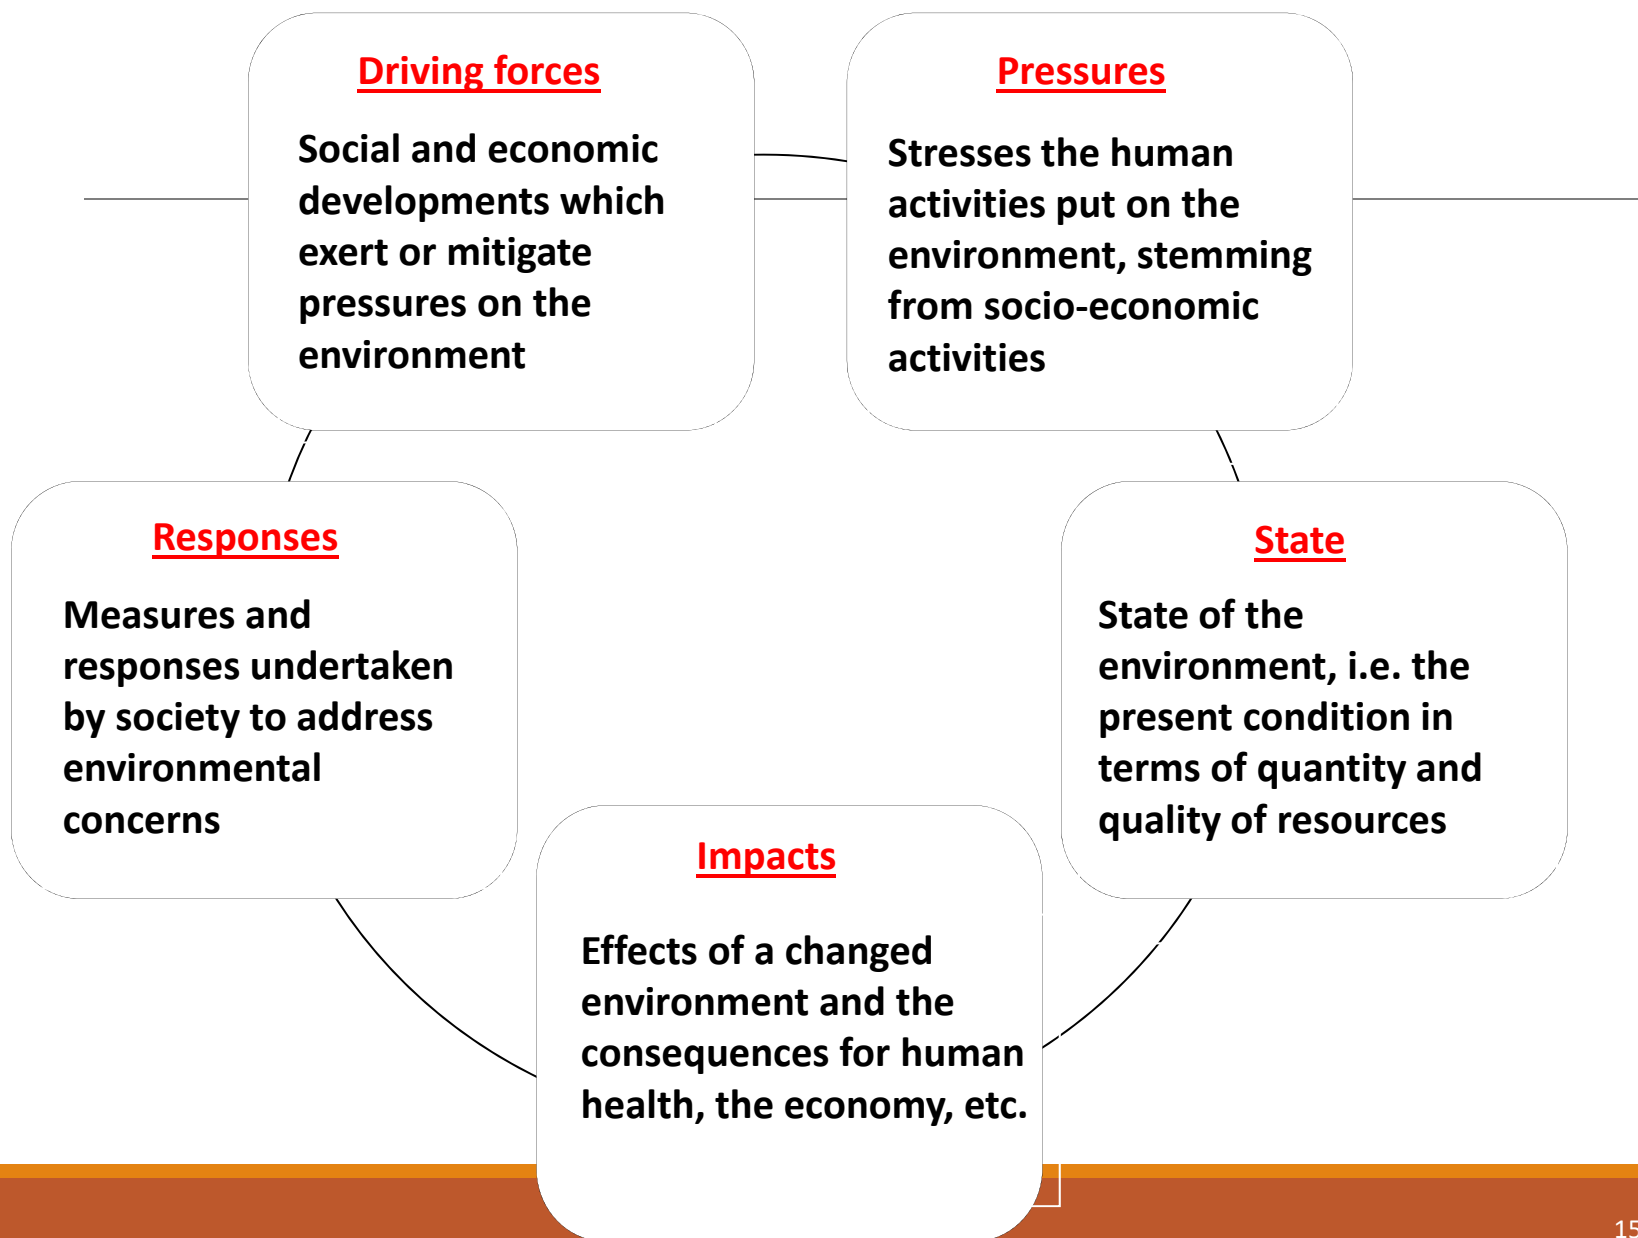 Driving forces
Social and economic
developments which
exert or mitigate
pressures on the
environment
Pressures
Stresses the human
activities put on the
environment, stemming
from socio-economic
activities
Responses
Measures and
responses undertaken
by society to address
environmental
concerns
State
State of the
environment, i.e. the
present condition in
terms of quantity and
quality of resources
Impacts
Effects of a changed
environment and the
consequences for human
health, the economy, etc.
15